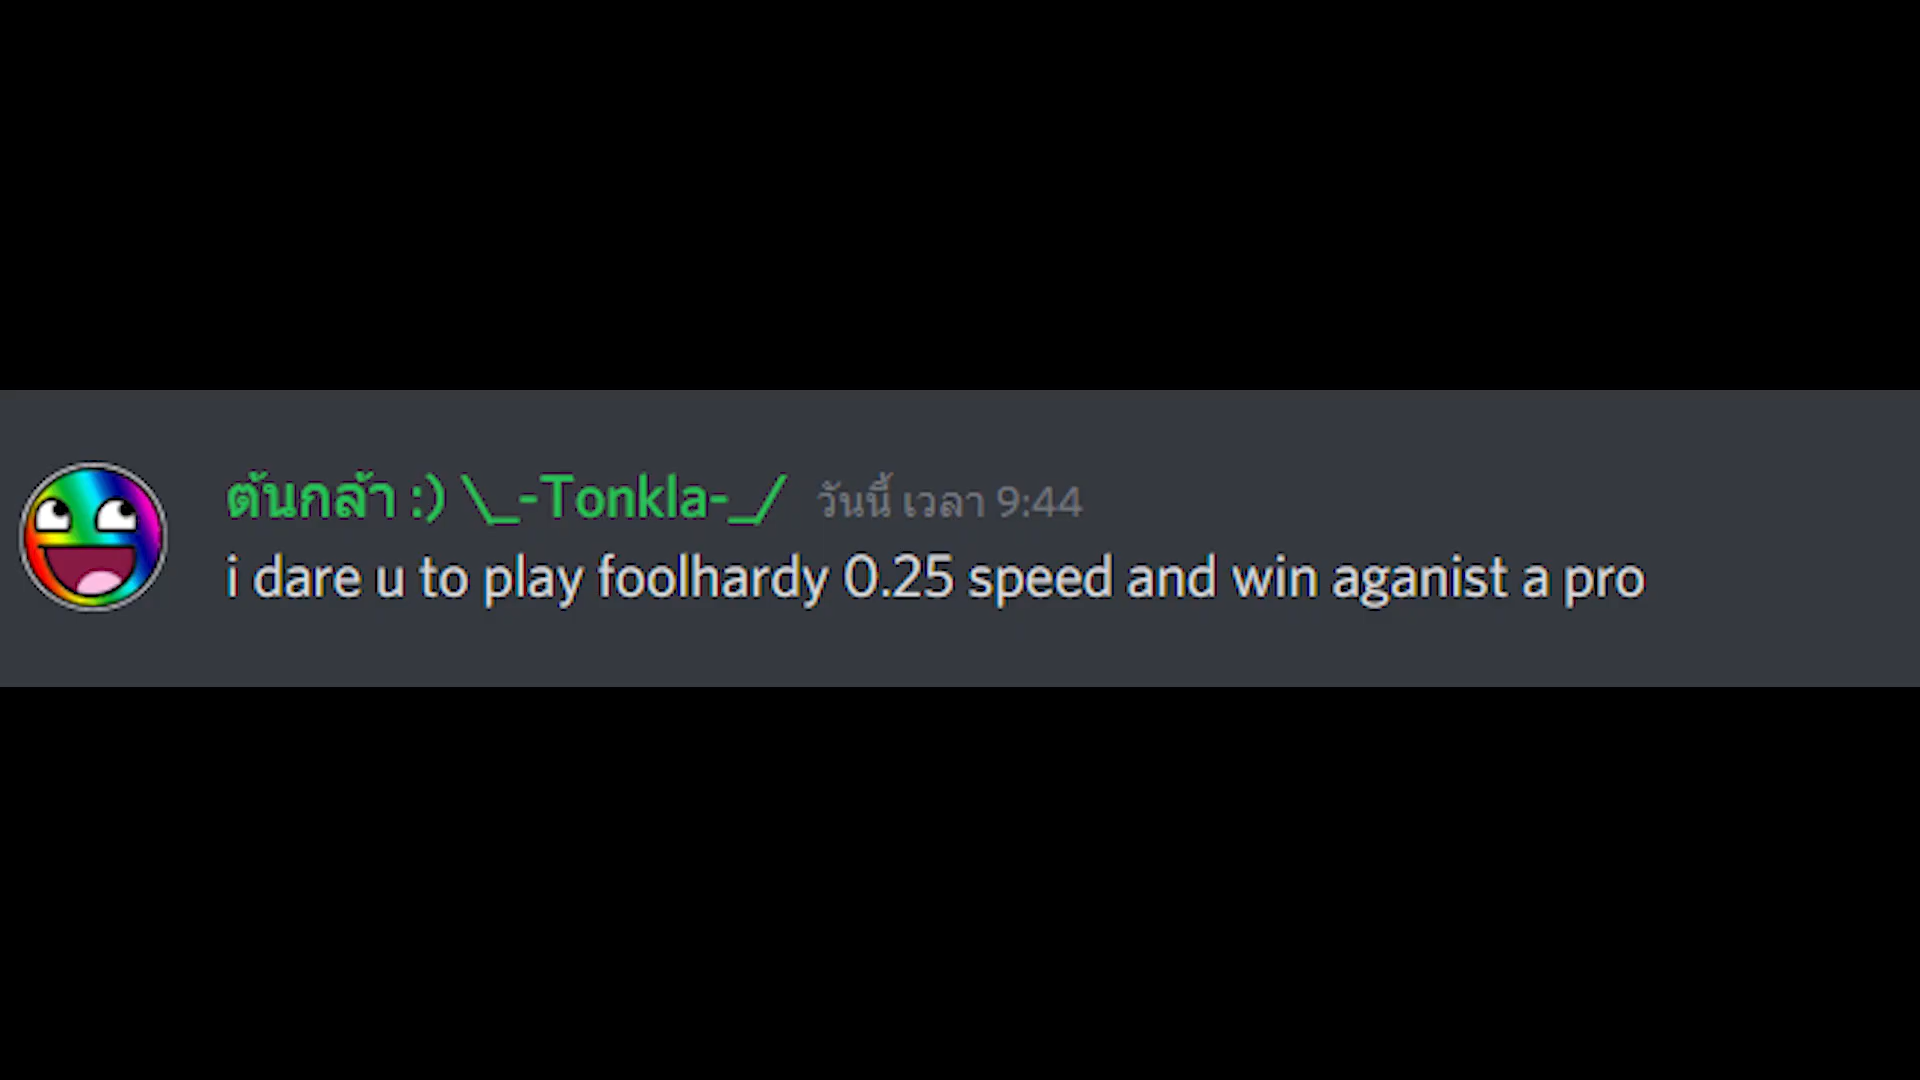 ต้นกล้า :) \_-Tonkla-_/ วันนี้ เวลา 9:44
i dare u to play foolhardy 0.25 speed and win aganist a pro